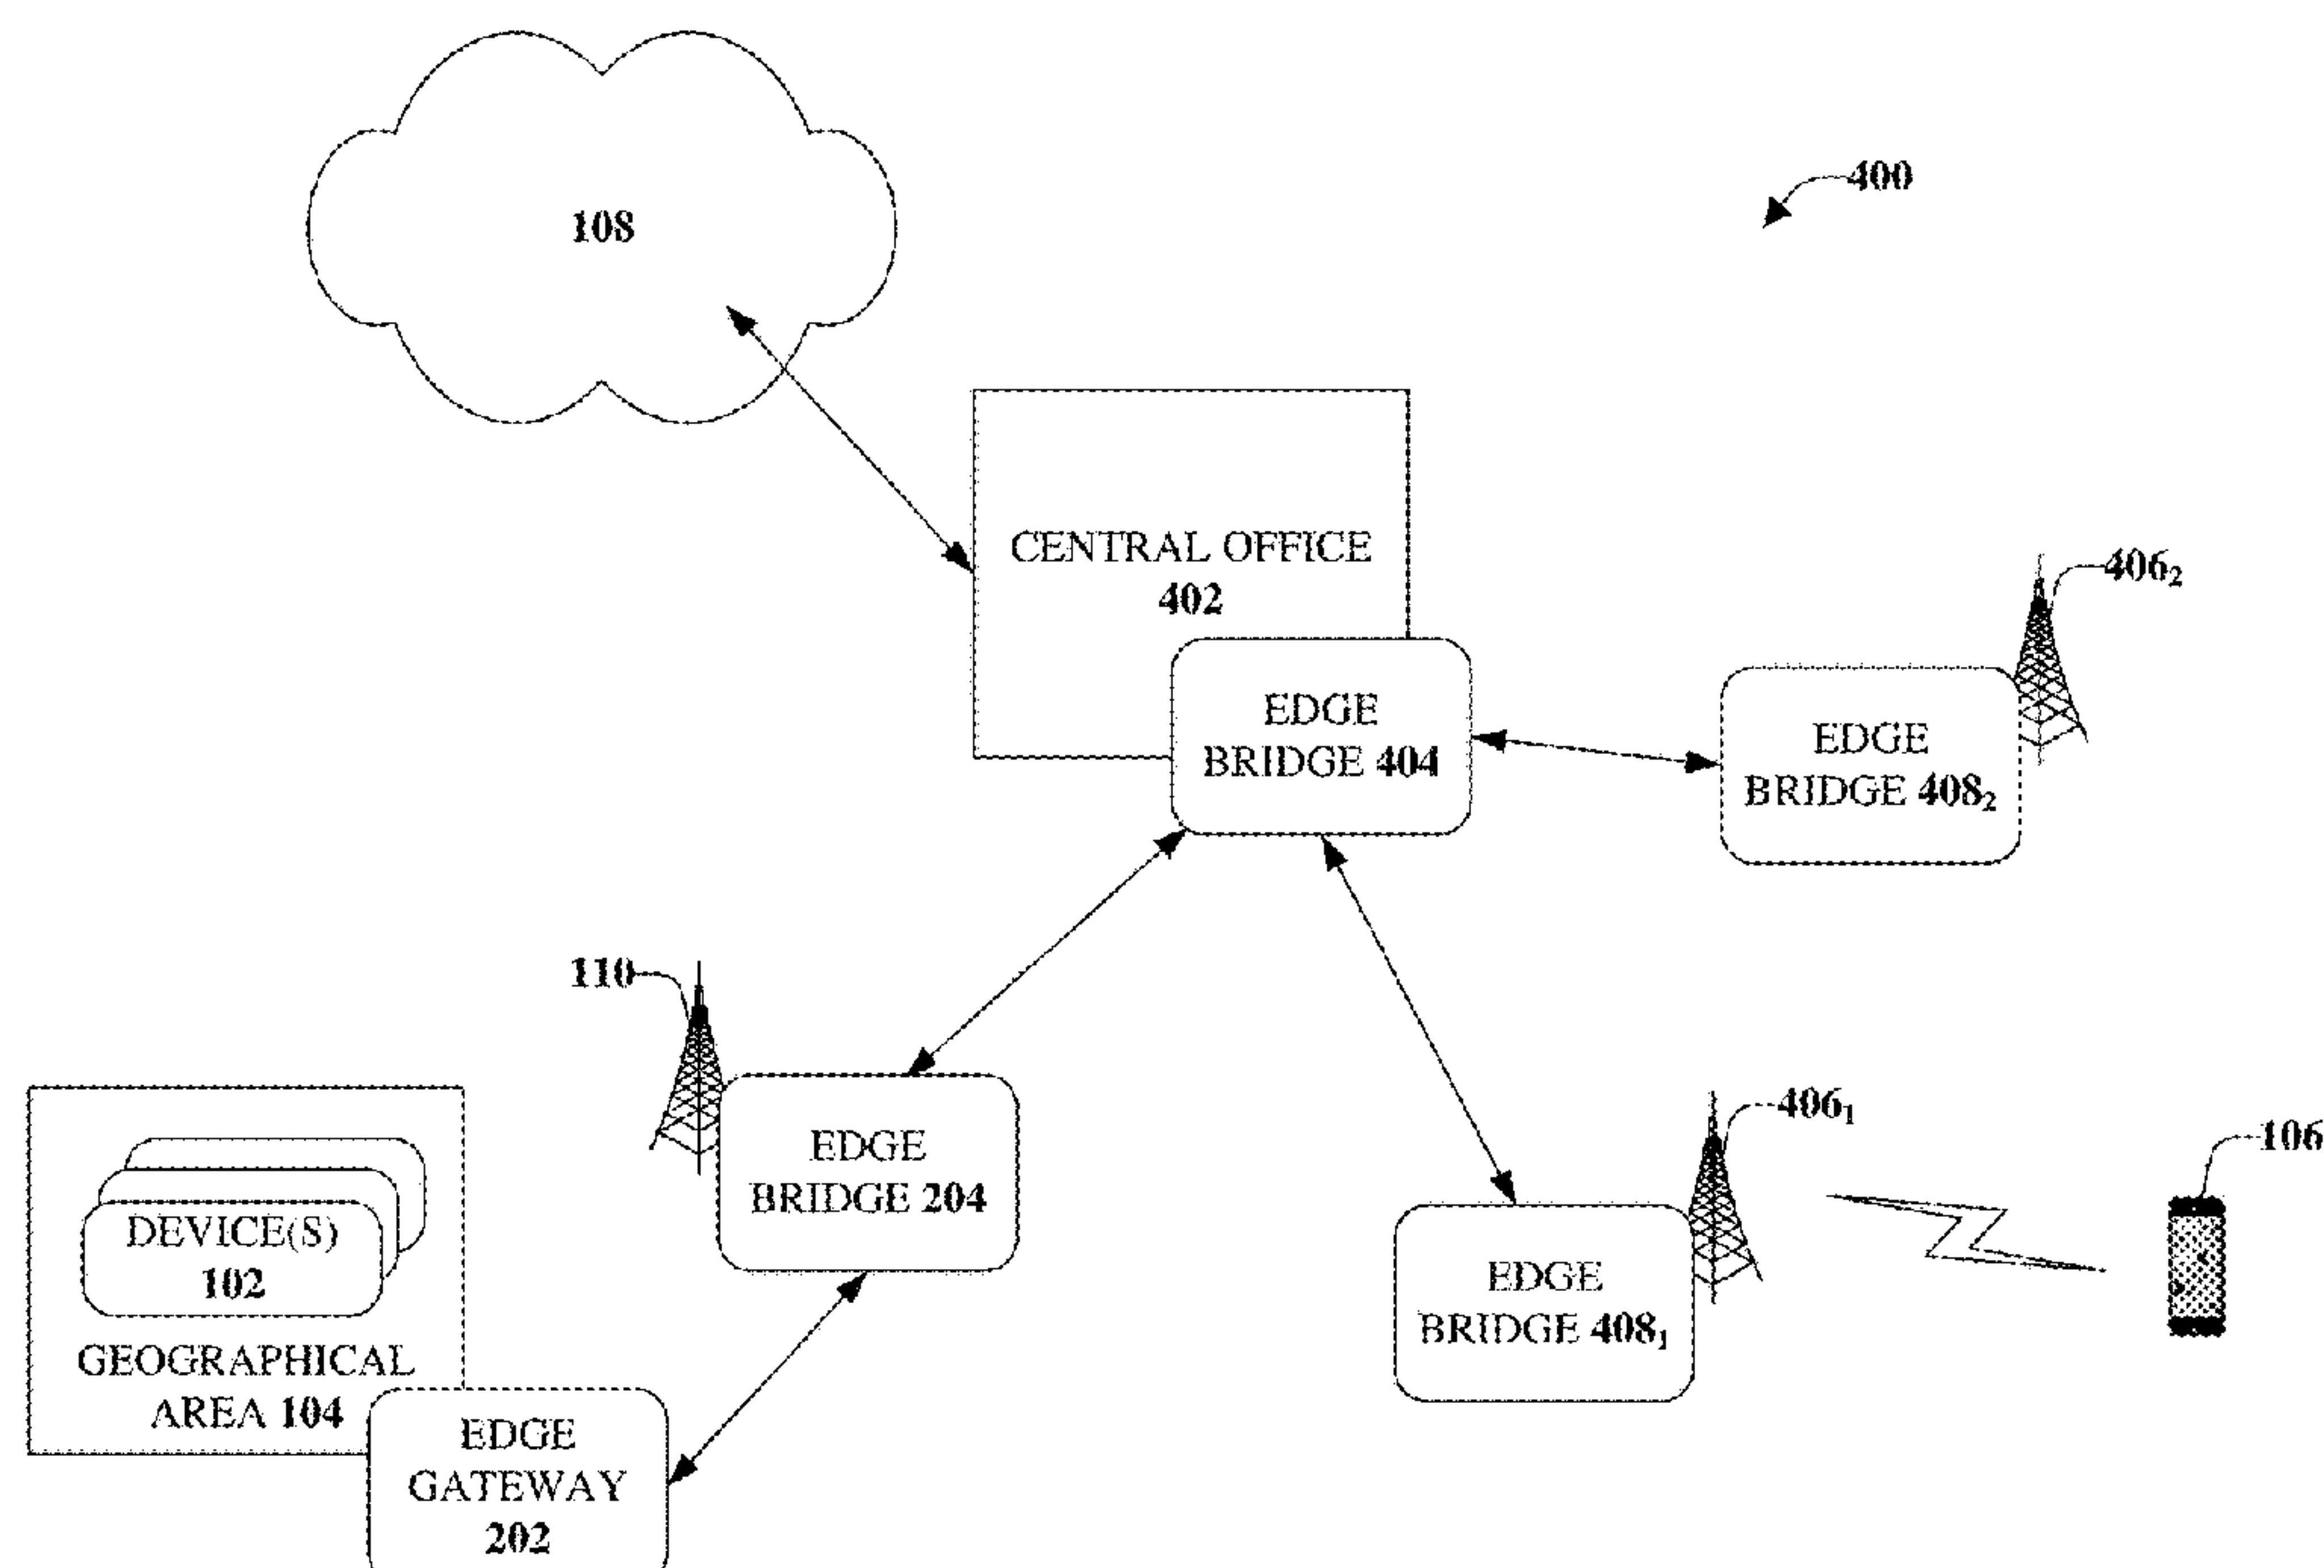 108
400
CENTRAL OFFICE
402
406₂
EDGE
BRIDGE 404
EDGE
BRIDGE 408₂
110
EDGE
BRIDGE 204
406₁
106
DEVICE(S)
102
EDGE
BRIDGE 408₁
GEOGRAPHICAL
AREA 104
EDGE
GATEWAY
202